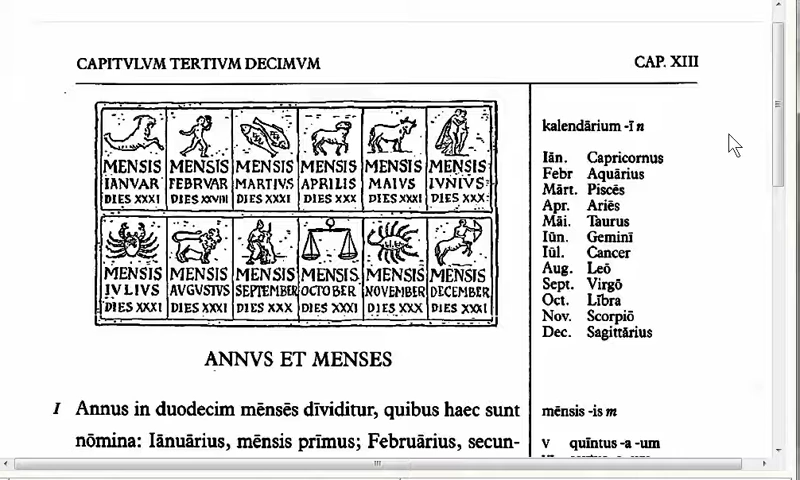 CAPITVLVM TERTIVM DECIMVM
CAP. XIII
MENSIS MENSIS MENSIS MENSIS MENSIS MENSIS
IANVAR FEBRVAR MARTIVS APRILIS MAIVS IVNIVS
DIES XXXI DIES XXVIII DIES XXXI DIES XXX DIES XXXI DIES XXX
MENSIS MENSIS MENSIS MENSIS MENSIS MENSIS
IVLIVS AVGVSTVS SEPTEMBER OCTOBER NOVEMBER DECEMBER
DIES XXXI DIES XXXI DIES XXX DIES XXXI DIES XXX DIES XXXI
ANNVS ET MENSES
I Annus in duodecim mēnsēs dīviditur, quibus haec sunt
nōmina: Iānuārius, mēnsis prīmus; Februārius, secun-
kalendārium -ī n
Iān. Capricornus
Febr Aquārius
Mārt. Piscēs
Apr. Ariēs
Māi. Taurus
Iūn. Geminī
Iūl. Cancer
Aug. Leō
Sept. Virgō
Oct. Lībra
Nov. Scorpiō
Dec. Sagittārius
mēnsis -is m
V quīntus -a -um